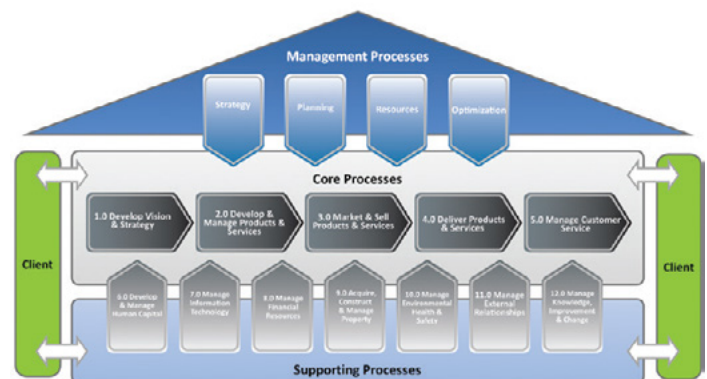 Management Processes
Strategy
Planning
Resources
Optimization
Core Processes
1.0 Develop Vision
& Strategy
2.0 Develop &
Manage Products &
Services
3.0 Market & Sell
Products & Services
4.0 Deliver Products
& Services
5.0 Manage Customer
Service
Client
Client
6.0 Develop
& Manage
Human Capital
7.0 Manage
Information
Technology
8.0 Manage
Financial
Resources
9.0 Acquire,
Construct
& Manage
Property
10.0 Manage
Environmental
Health &
Safety
11.0 Manage
External
Relationships
12.0 Manage
Knowledge,
Improvement
& Change
Supporting Processes